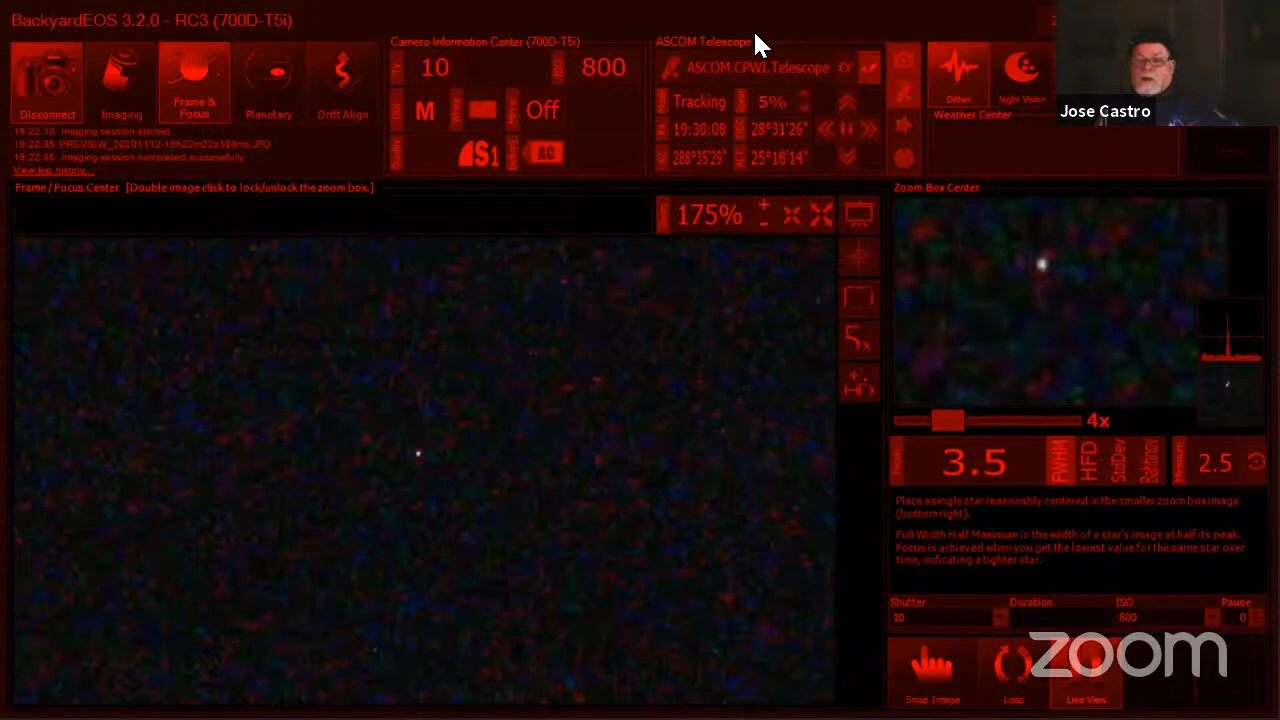 BackyardEOS 3.2.0 - RC3 (700D-T5i)
Disconnect
Imaging
Frame & Focus
Planetary
Drift Align
Camera Information Center (700D-T5i)
10
800
M
Off
S1
AC
ASCOM Telescope
ASCOM.CPWI.Telescope
Tracking
5%
19:30:08
28°31'26"
288°35'29"
25°18'14"
Dither
Night Vision
Weather Center
Jose Castro
19:22:35 Imaging session completed successfully
View log history...
Frame / Focus Center [Double image click to lock/unlock the zoom box.]
175%
Zoom Box Center
4x
3.5
FWHM
HFD
StdDev
Bahtinov
2.5
Place a single star reasonably centered in the smaller zoom box image
(bottom right).
Full Width Half Maximum is the width of a star's image at half its peak.
Focus is achieved when you get the lowest value for the same star over
time, indicating a tighter star.
Shutter
Duration
ISO
Pause
10
800
0
Snap Image
Loop
Live View
zoom